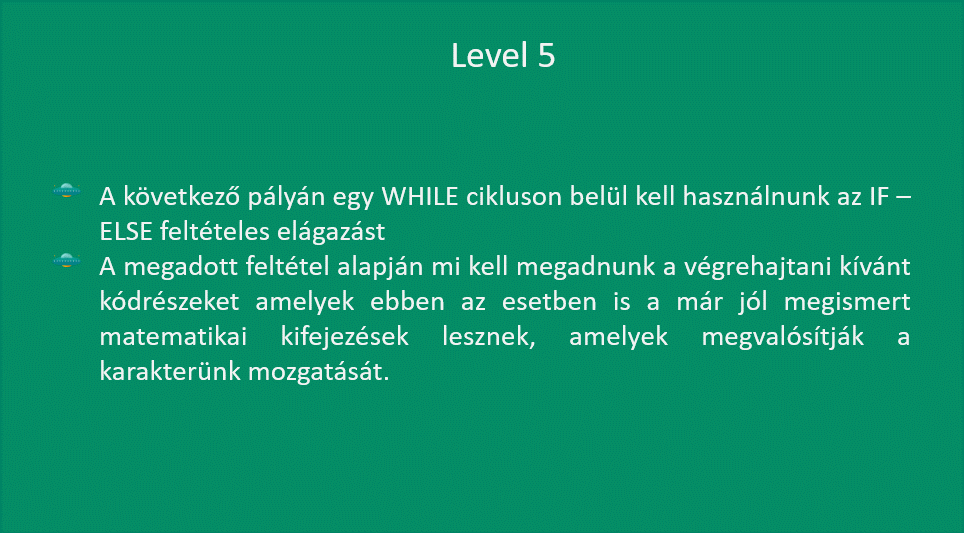 Level 5
A következő pályán egy WHILE cikluson belül kell használnunk az IF –
ELSE feltételes elágazást
A megadott feltétel alapján mi kell megadnunk a végrehajtani kívánt
kódrészeket amelyek ebben az esetben is a már jól megismert
matematikai kifejezések lesznek, amelyek megvalósítják a
karakterünk mozgatását.